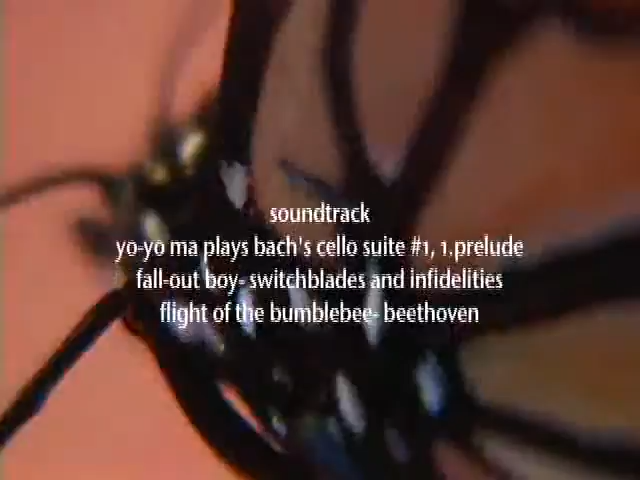 soundtrack
yo-yo ma plays bach's cello suite #1, 1.prelude
fall-out boy- switchblades and infidelities
flight of the bumblebee- beethoven